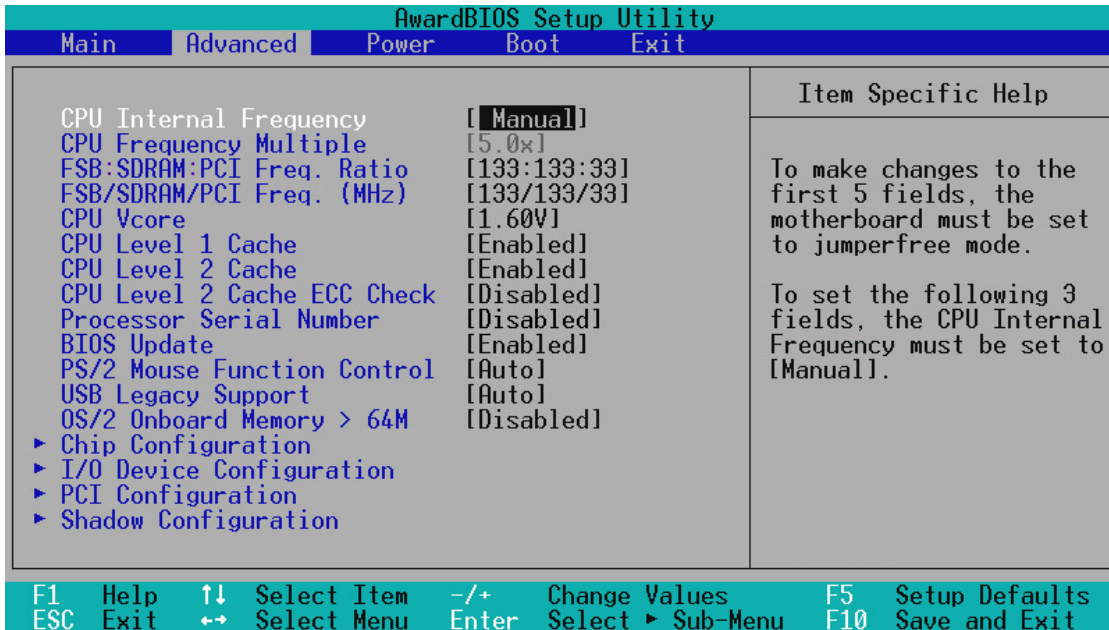 AwardBIOS Setup Utility
Main Advanced Power Boot Exit
CPU Internal Frequency [ Manual]
CPU Frequency Multiple [5.0x]
FSB:SDRAM:PCI Freq. Ratio [133:133:33]
FSB/SDRAM/PCI Freq. (MHz) [133/133/33]
CPU Vcore [1.60V]
CPU Level 1 Cache [Enabled]
CPU Level 2 Cache [Enabled]
CPU Level 2 Cache ECC Check [Disabled]
Processor Serial Number [Disabled]
BIOS Update [Enabled]
PS/2 Mouse Function Control [Auto]
USB Legacy Support [Auto]
OS/2 Onboard Memory > 64M [Disabled]
► Chip Configuration
► I/O Device Configuration
► PCI Configuration
► Shadow Configuration
Item Specific Help
To make changes to the
first 5 fields, the
motherboard must be set
to jumperfree mode.
To set the following 3
fields, the CPU Internal
Frequency must be set to
[Manual].
F1 Help ↑↓ Select Item -/+ Change Values F5 Setup Defaults
ESC Exit ←→ Select Menu Enter Select ► Sub-Menu F10 Save and Exit